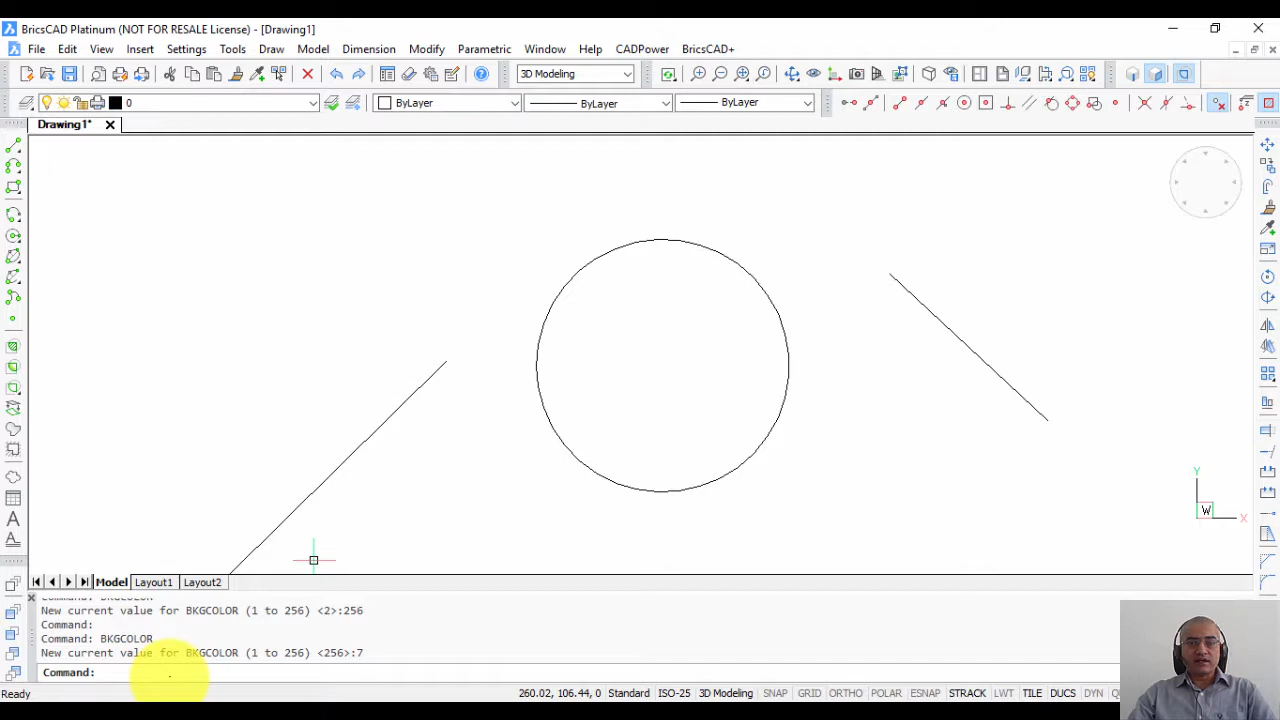 BricsCAD Platinum (NOT FOR RESALE License) - [Drawing1]
File Edit View Insert Settings Tools Draw Model Dimension Modify Parametric Window Help CADPower BricsCAD+
3D Modeling
0 ByLayer ByLayer ByLayer
Drawing1*
Y
W
X
Model Layout1 Layout2
New current value for BKGCOLOR (1 to 256) <2>:256
Command:
Command: BKGCOLOR
New current value for BKGCOLOR (1 to 256) <256>:7
Command:
Ready 260.02, 106.44, 0 Standard ISO-25 3D Modeling SNAP GRID ORTHO POLAR ESNAP STRACK LWT TILE DUCS DYN